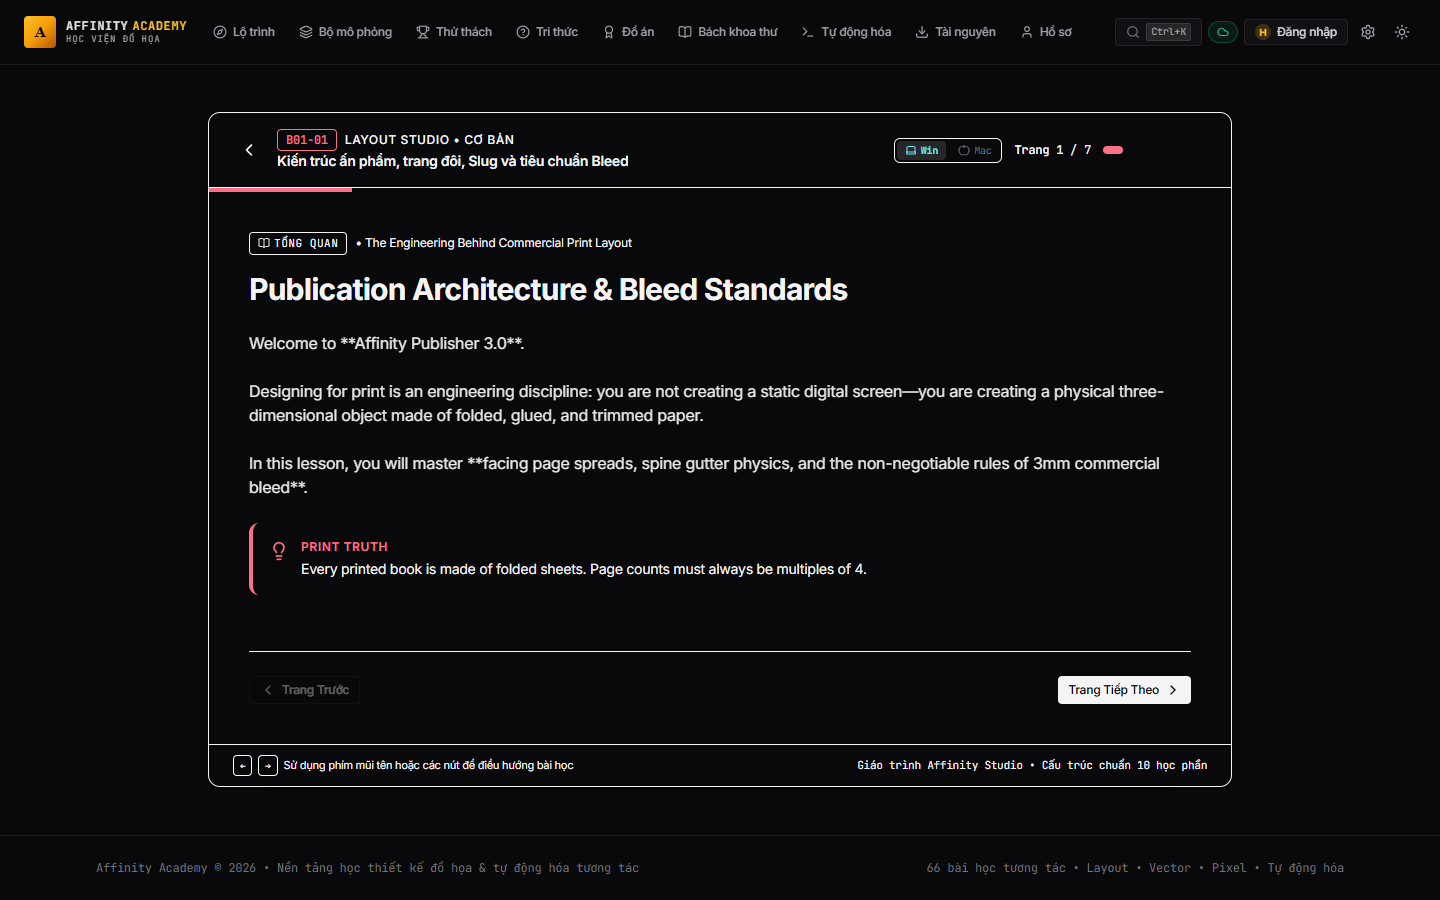 A
AFFINITY ACADEMY
HỌC VIỆN ĐỒ HỌA
Lộ trình
Bộ mô phỏng
Thử thách
Tri thức
Đồ án
Bách khoa thư
Tự động hóa
Tài nguyên
Hồ sơ
Ctrl+K
H Đăng nhập
B01-01 LAYOUT STUDIO • CƠ BẢN
Kiến trúc ấn phẩm, trang đôi, Slug và tiêu chuẩn Bleed
Win Mac Trang 1 / 7
TỔNG QUAN • The Engineering Behind Commercial Print Layout
Publication Architecture & Bleed Standards
Welcome to **Affinity Publisher 3.0**.
Designing for print is an engineering discipline: you are not creating a static digital screen—you are creating a physical three-
dimensional object made of folded, glued, and trimmed paper.
In this lesson, you will master **facing page spreads, spine gutter physics, and the non-negotiable rules of 3mm commercial
bleed**.
PRINT TRUTH
Every printed book is made of folded sheets. Page counts must always be multiples of 4.
Trang Trước
Trang Tiếp Theo
← → Sử dụng phím mũi tên hoặc các nút để điều hướng bài học
Giáo trình Affinity Studio • Cấu trúc chuẩn 10 học phần
Affinity Academy © 2026 • Nền tảng học thiết kế đồ họa & tự động hóa tương tác
66 bài học tương tác • Layout • Vector • Pixel • Tự động hóa